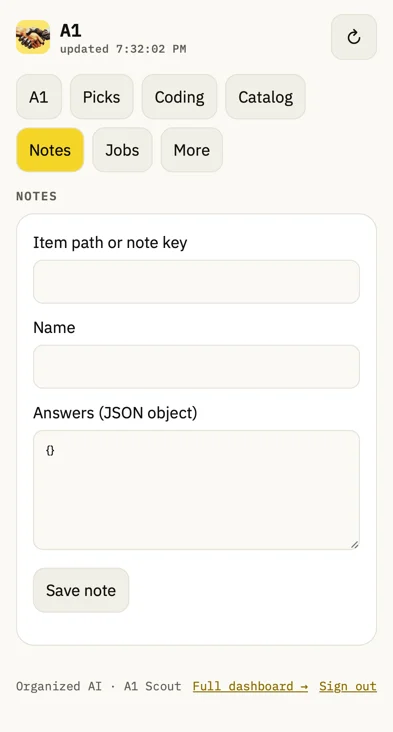 A1
updated 7:32:02 PM
↻
A1 Picks Coding Catalog
Notes Jobs More
NOTES
Item path or note key
Name
Answers (JSON object)
{}
Save note
Organized AI · A1 Scout Full dashboard → Sign out